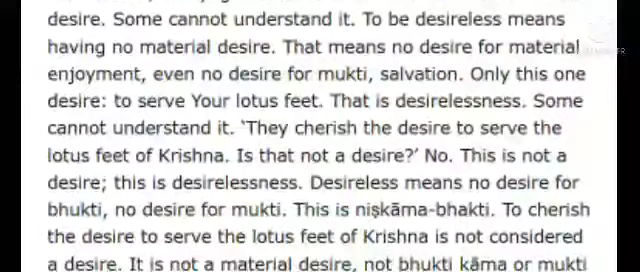 desire. Some cannot understand it. To be desireless means
having no material desire. That means no desire for material
enjoyment, even no desire for mukti, salvation. Only this one
desire: to serve Your lotus feet. That is desirelessness. Some
cannot understand it. ‘They cherish the desire to serve the
lotus feet of Krishna. Is that not a desire?’ No. This is not a
desire; this is desirelessness. Desireless means no desire for
bhukti, no desire for mukti. This is niṣkāma-bhakti. To cherish
the desire to serve the lotus feet of Krishna is not considered
a desire. It is not a material desire, not bhukti kāma or mukti